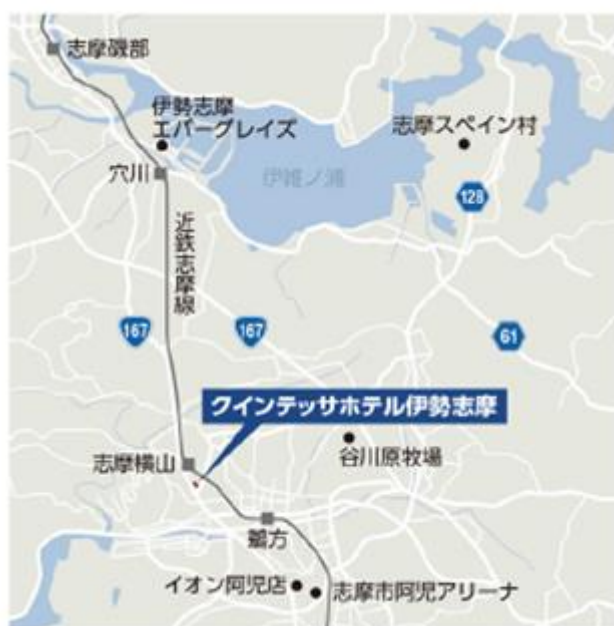 志摩磯部
伊勢志摩
エバーグレイズ
志摩スペイン村
穴川
伊雑ノ浦
128
近鉄志摩線
167
167
61
クインテッサホテル伊勢志摩
志摩横山
谷川原牧場
鵜方
イオン阿児店
志摩市阿児アリーナ